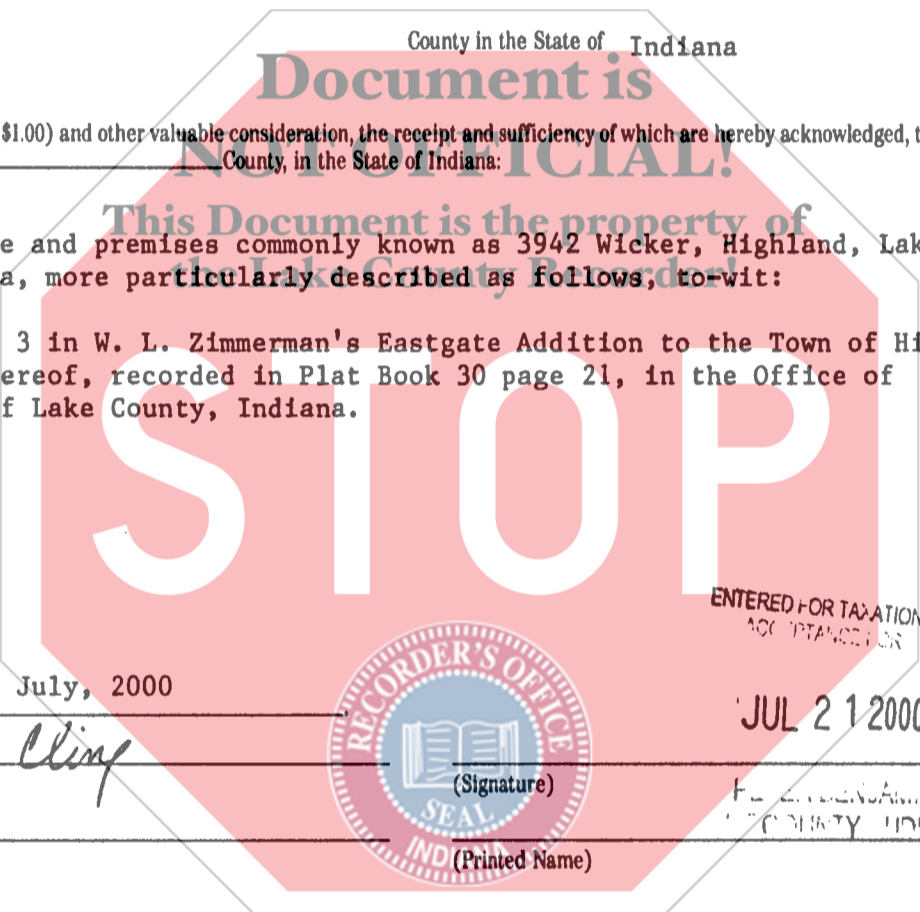 County in the State of Indiana
Document is
$1.00) and other valuable consideration, the receipt and sufficiency of which are hereby acknowledged, t
NOT OFFICIAL!
County, in the State of Indiana:
This Document is the property of
e and premises commonly known as 3942 Wicker, Highland, Lak
the Lake County Recorder!
a, more particularly described as follows, to-wit:
3 in W. L. Zimmerman's Eastgate Addition to the Town of Hi
ereof, recorded in Plat Book 30 page 21, in the Office of
f Lake County, Indiana.
STOP
ENTERED FOR TAXATION
ACCEPTANCE FOR
July, 2000
JUL 21 2000
Cling
(Signature)
RECORDER'S OFFICE
SEAL
INDIANA
COUNTY
(Printed Name)